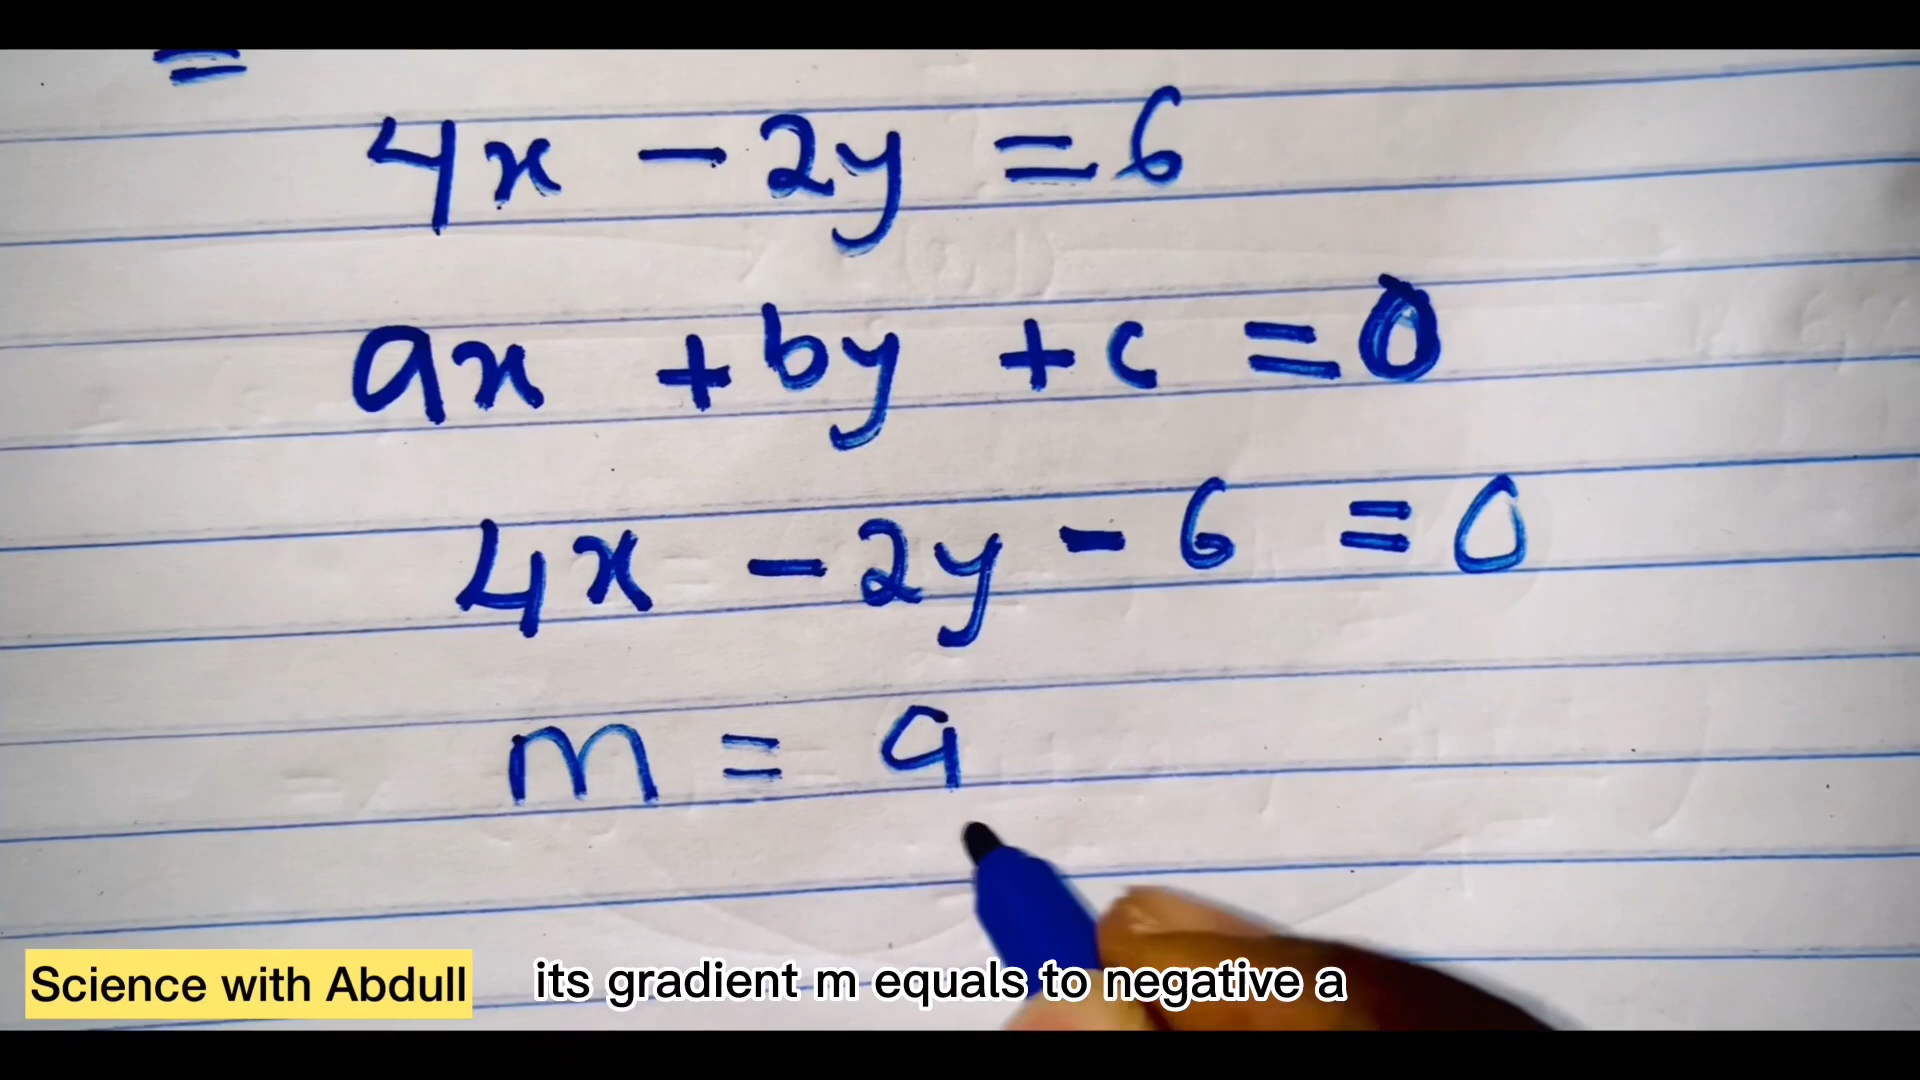 =
4x - 2y = 6
ax + by + c = 0
4x - 2y - 6 = 0
m = a
Science with Abdull
its gradient m equals to negative a